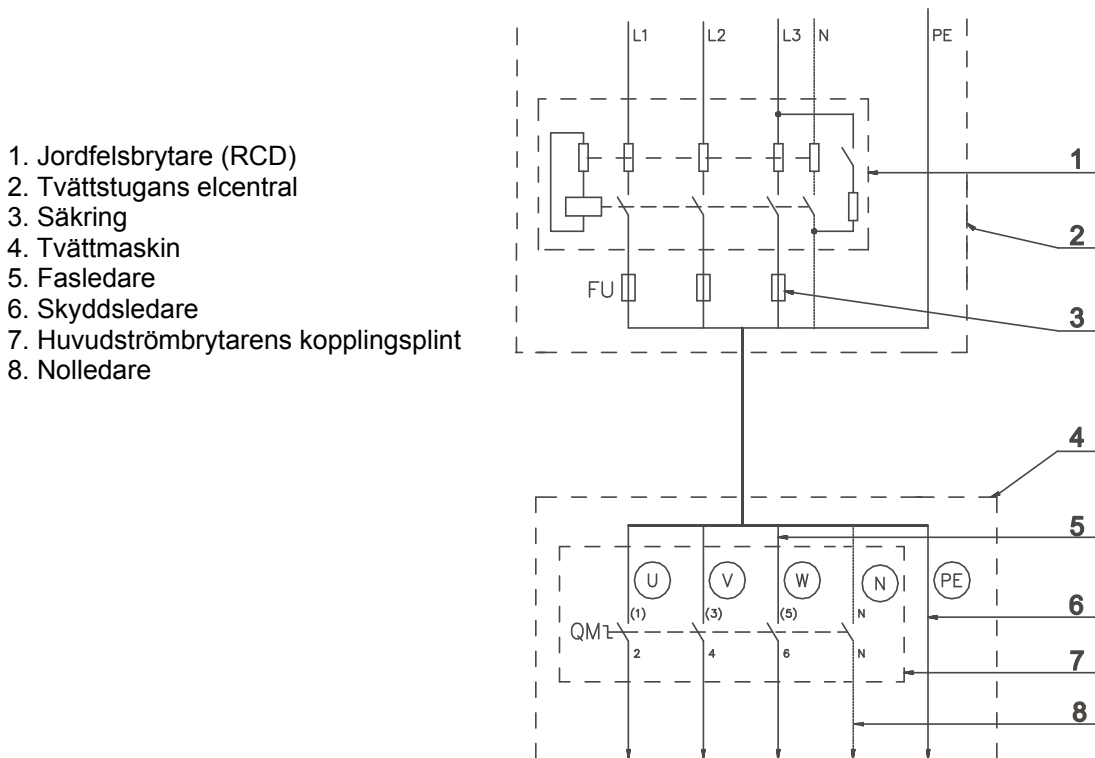 1. Jordfelsbrytare (RCD)
2. Tvättstugans elcentral
3. Säkring
4. Tvättmaskin
5. Fasledare
6. Skyddsledare
7. Huvudströmbrytarens kopplingsplint
8. Nolledare
L1 L2 L3 N PE
1
2
FU
3
4
5
U V W N PE
(1) (3) (5) N
6
QM
2 4 6 N
7
8